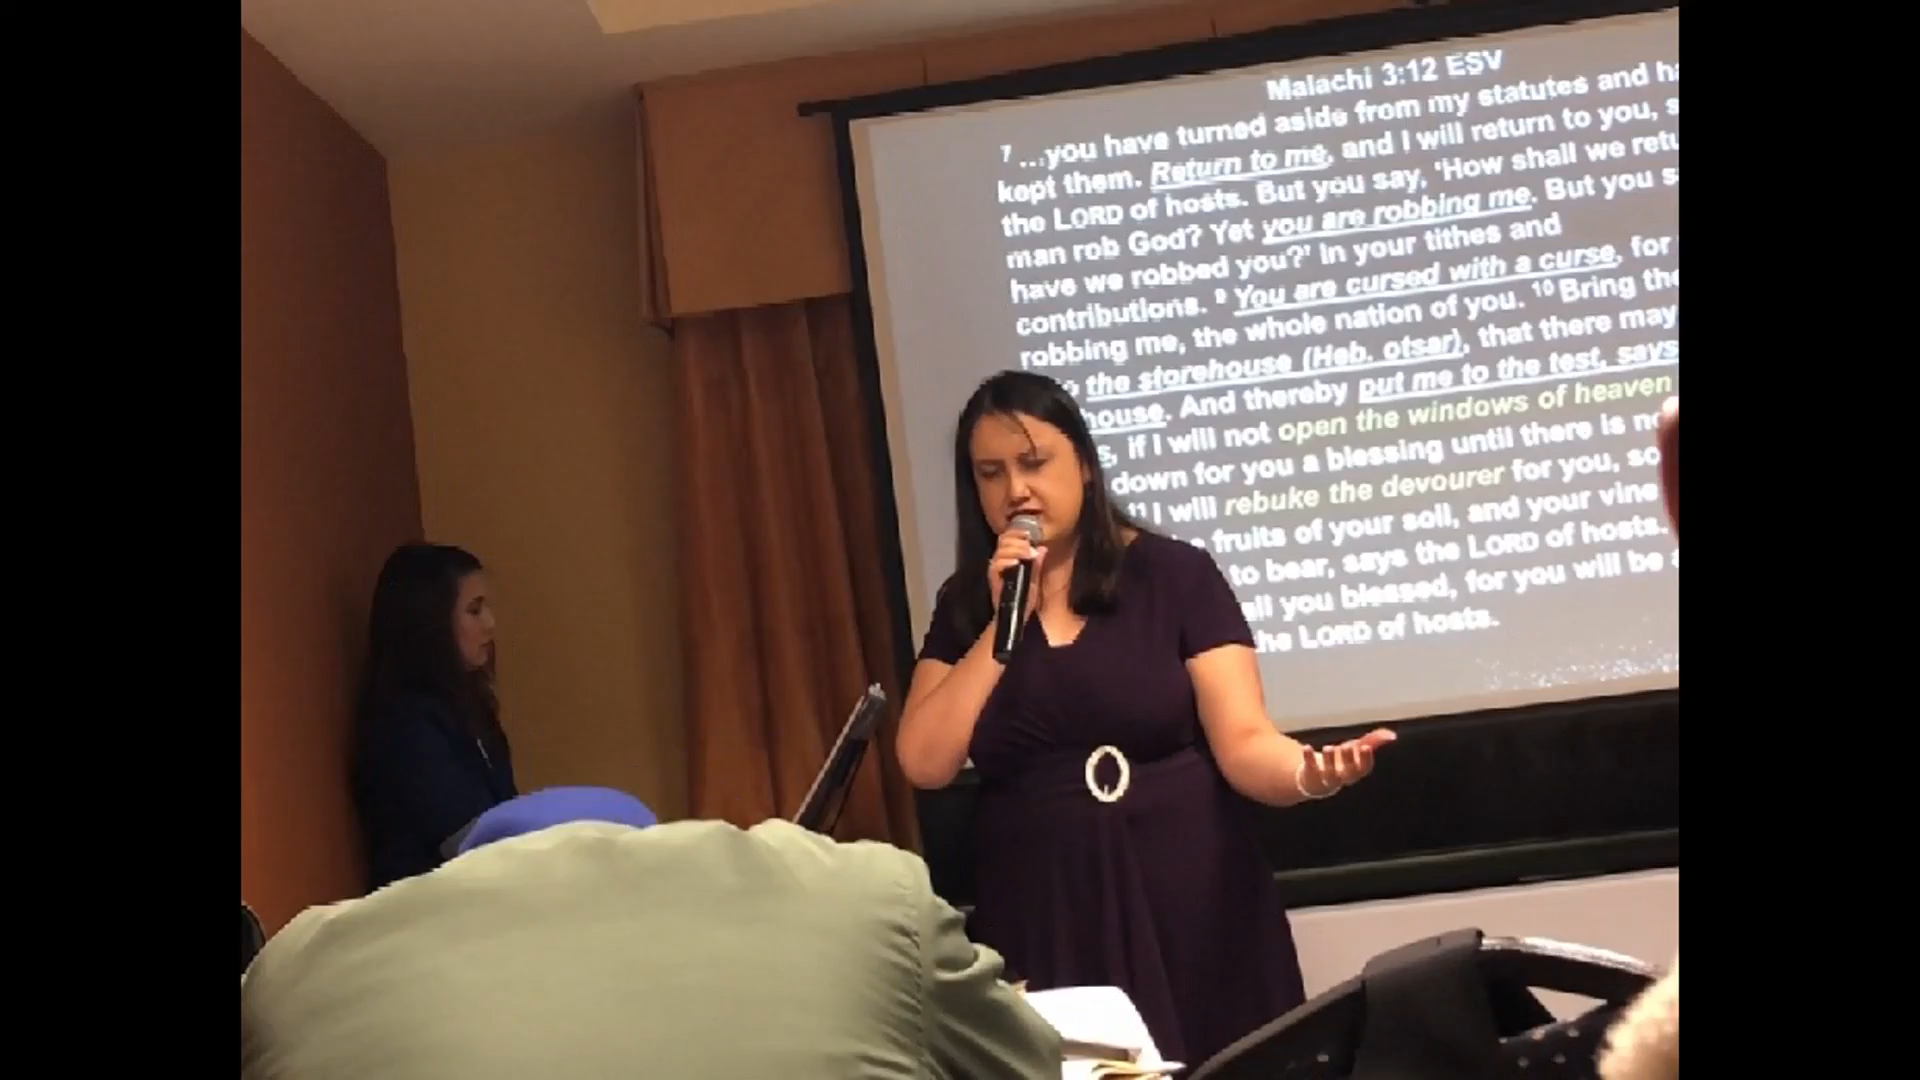 Malachi 3:12 ESV
7 ...you have turned aside from my statutes and
kept them. Return to me, and I will return to you,
the LORD of hosts. But you say, 'How shall we
man rob God? Yet you are robbing me. But you
have we robbed you?' In your tithes and
contributions. 9 You are cursed with a curse, for
robbing me, the whole nation of you. 10 Bring the
the storehouse (Heb. otsar), that there may
house. And thereby put me to the test, says
if I will not open the windows of heaven
down for you a blessing until there is
11 I will rebuke the devourer for you, so
fruits of your soil, and your vine
to bear, says the LORD of hosts.
you blessed, for you will be
the LORD of hosts.